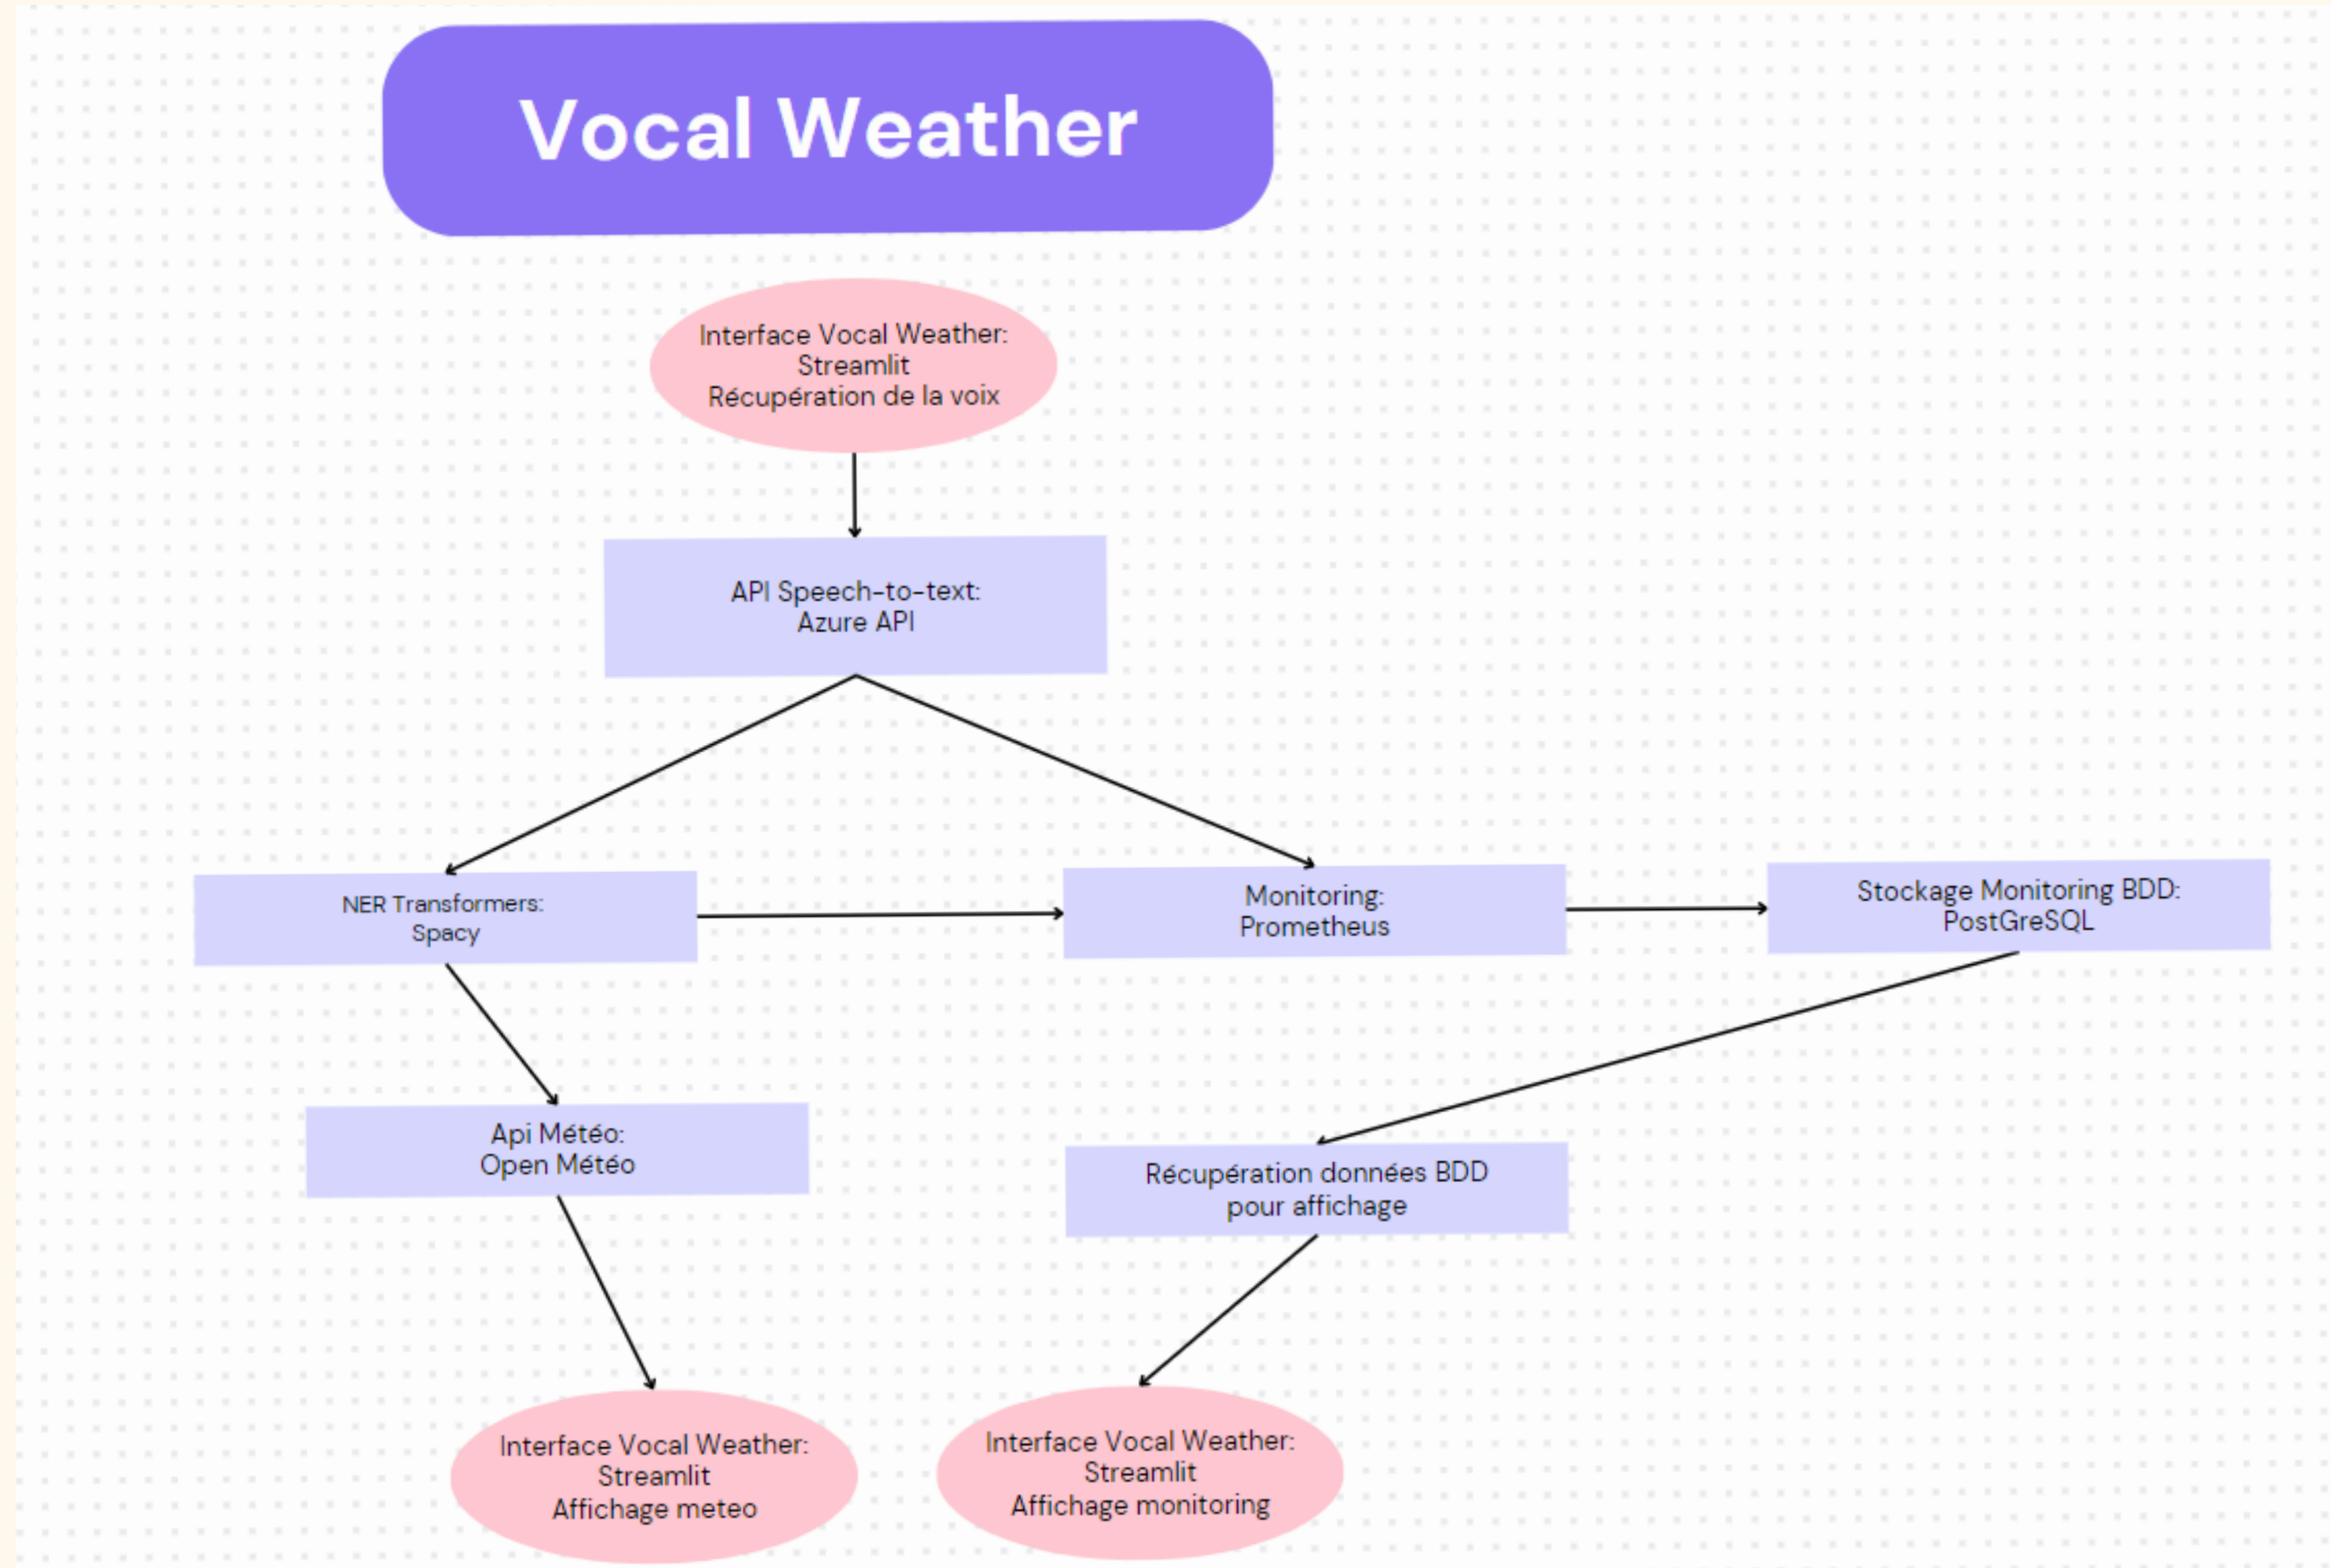 Vocal Weather
Interface Vocal Weather:
Streamlit
Récupération de la voix
API Speech-to-text:
Azure API
NER Transformers:
Spacy
Monitoring:
Prometheus
Stockage Monitoring BDD:
PostGreSQL
Api Météo:
Open Météo
Récupération données BDD
pour affichage
Interface Vocal Weather:
Streamlit
Affichage meteo
Interface Vocal Weather:
Streamlit
Affichage monitoring